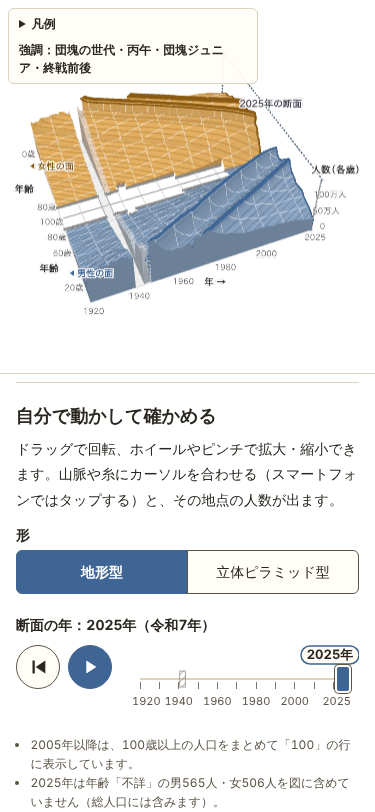 ▶ 凡例
強調：団塊の世代・丙午・団塊ジュニ
ア・終戦前後
2025年の断面
0歳
女性の面
人数（各歳）
年齢
100万人
80歳
50万人
100歳
0
80歳
2025
60歳
2000
年齢
男性の面
1980
20歳
1960
年 →
1940
1920
自分で動かして確かめる
ドラッグで回転、ホイールやピンチで拡大・縮小でき
ます。山脈や糸にカーソルを合わせる（スマートフォ
ンではタップする）と、その地点の人数が出ます。
形
地形型
立体ピラミッド型
断面の年：2025年（令和7年）
2025年
1920 1940 1960 1980 2000 2025
• 2005年以降は、100歳以上の人口をまとめて「100」の行
に表示しています。
• 2025年は年齢「不詳」の男565人・女506人を図に含めて
いません（総人口には含みます）。